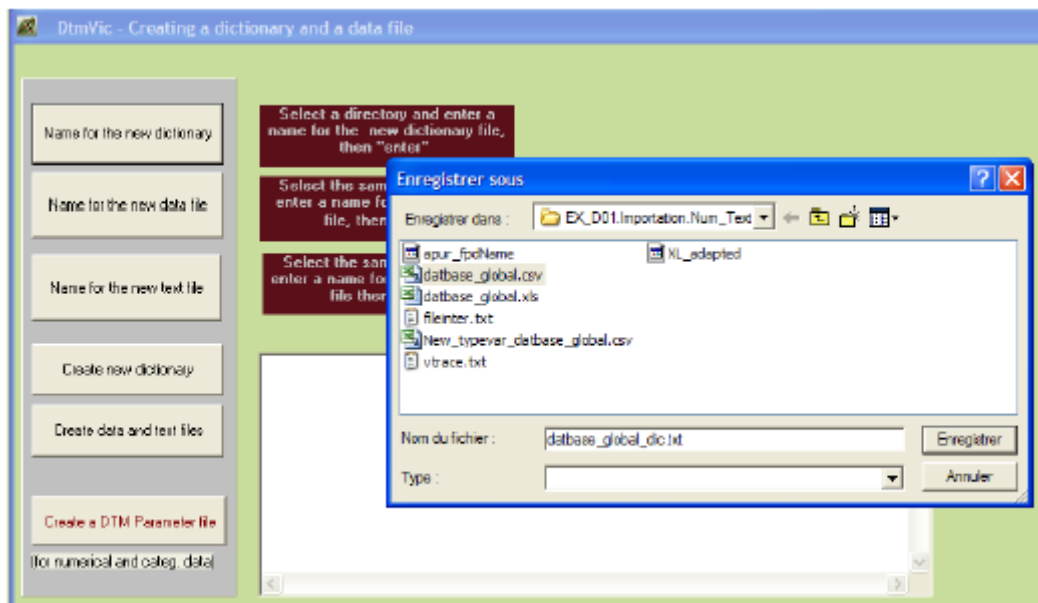 DtmVic - Creating a dictionary and a data file
Name for the new dictionary
Name for the new data file
Name for the new text file
Create new dictionary
Create data and text files
Create a DTM Parameter file
(for numerical and categ. data)
Select a directory and enter a
name for the new dictionary file,
then "enter"
Select the sam
enter a name fo
file, then
Select the sam
enter a name for
file then
Enregistrer sous
Enregistrer dans :
EX_D01.Importation.Num_Text
apur_fpdName
XL_adapted
datbase_global.csv
datbase_global.xls
fileinter.txt
New_typevar_datbase_global.csv
vtrace.txt
Nom du fichier :
datbase_global_dic.txt
Enregistrer
Type :
Annuler